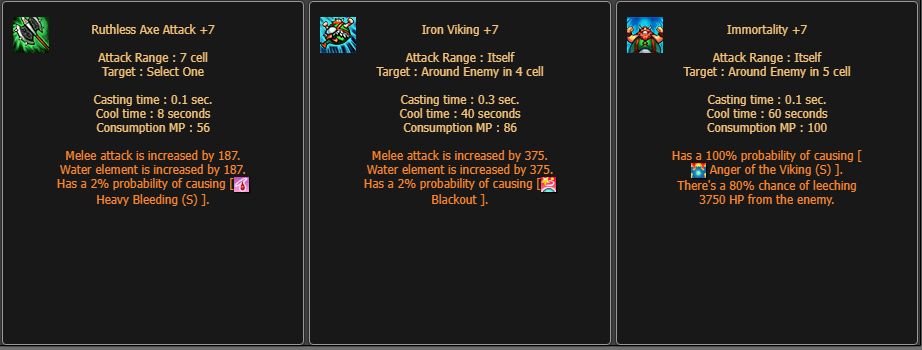 Ruthless Axe Attack +7
Attack Range : 7 cell
Target : Select One
Casting time : 0.1 sec.
Cool time : 8 seconds
Consumption MP : 56
Melee attack is increased by 187.
Water element is increased by 187.
Has a 2% probability of causing [
Heavy Bleeding (S) ].
Iron Viking +7
Attack Range : Itself
Target : Around Enemy in 4 cell
Casting time : 0.3 sec.
Cool time : 40 seconds
Consumption MP : 86
Melee attack is increased by 375.
Water element is increased by 375.
Has a 2% probability of causing [
Blackout ].
Immortality +7
Attack Range : Itself
Target : Around Enemy in 5 cell
Casting time : 0.1 sec.
Cool time : 60 seconds
Consumption MP : 100
Has a 100% probability of causing [
Anger of the Viking (S) ].
There's a 80% chance of leeching
3750 HP from the enemy.